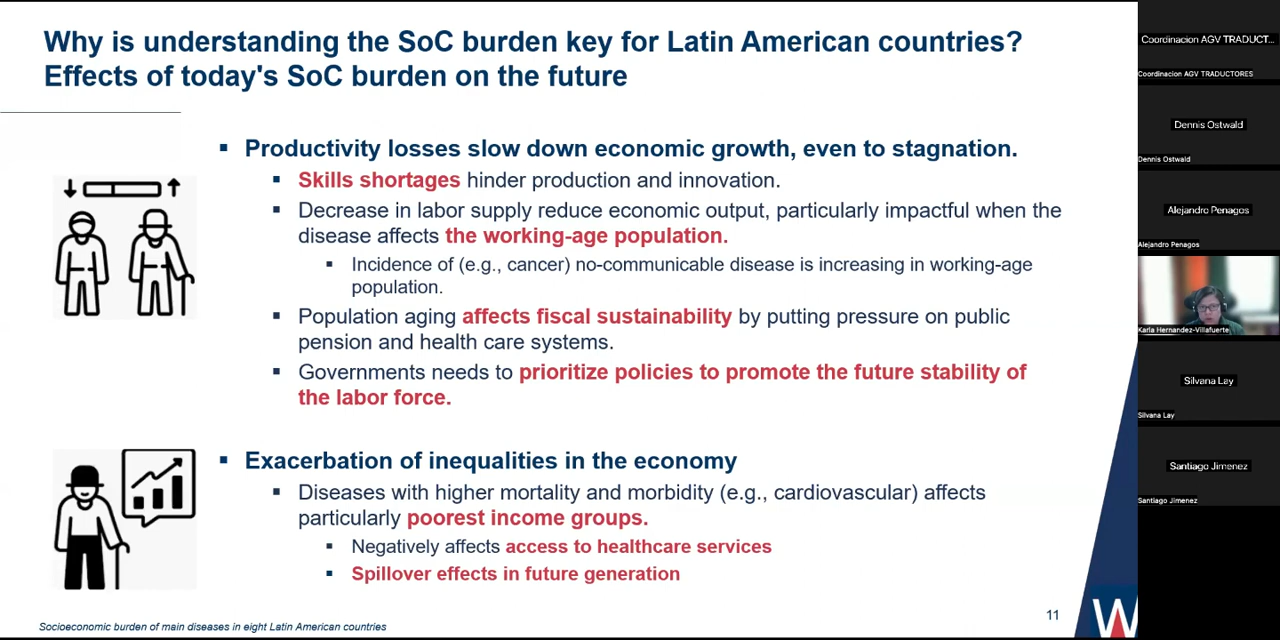 Why is understanding the SoC burden key for Latin American countries?
Effects of today's SoC burden on the future
▪ Productivity losses slow down economic growth, even to stagnation.
▪ Skills shortages hinder production and innovation.
▪ Decrease in labor supply reduce economic output, particularly impactful when the
disease affects the working-age population.
▪ Incidence of (e.g., cancer) no-communicable disease is increasing in working-age
population.
▪ Population aging affects fiscal sustainability by putting pressure on public
pension and health care systems.
▪ Governments needs to prioritize policies to promote the future stability of
the labor force.
▪ Exacerbation of inequalities in the economy
▪ Diseases with higher mortality and morbidity (e.g., cardiovascular) affects
particularly poorest income groups.
▪ Negatively affects access to healthcare services
▪ Spillover effects in future generation
Socioeconomic burden of main diseases in eight Latin American countries
11
W
Coordinacion AGV TRADUCT...
Coordinacion AGV TRADUCTORES
Dennis Ostwald
Dennis Ostwald
Alejandro Penagos
Alejandro Penagos
Karla Hernandez-Villafuerte
Silvana Lay
Silvana Lay
Santiago Jimenez
Santiago Jimenez